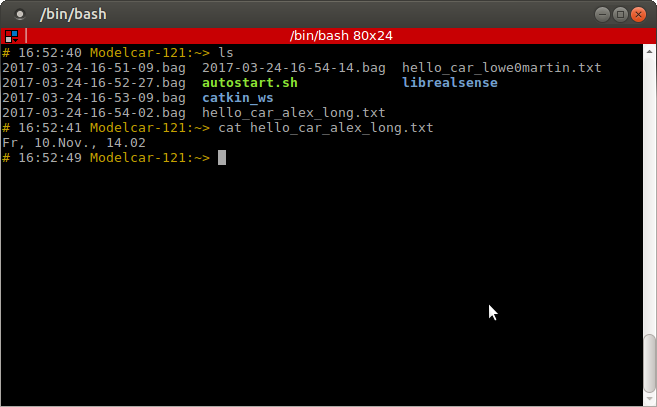 /bin/bash
/bin/bash 80x24
# 16:52:40 Modelcar-121:~> ls
2017-03-24-16-51-09.bag  2017-03-24-16-54-14.bag  hello_car_lowe0martin.txt
2017-03-24-16-52-27.bag  autostart.sh             librealsense
2017-03-24-16-53-09.bag  catkin_ws
2017-03-24-16-54-02.bag  hello_car_alex_long.txt
# 16:52:41 Modelcar-121:~> cat hello_car_alex_long.txt
Fr, 10.Nov., 14.02
# 16:52:49 Modelcar-121:~>